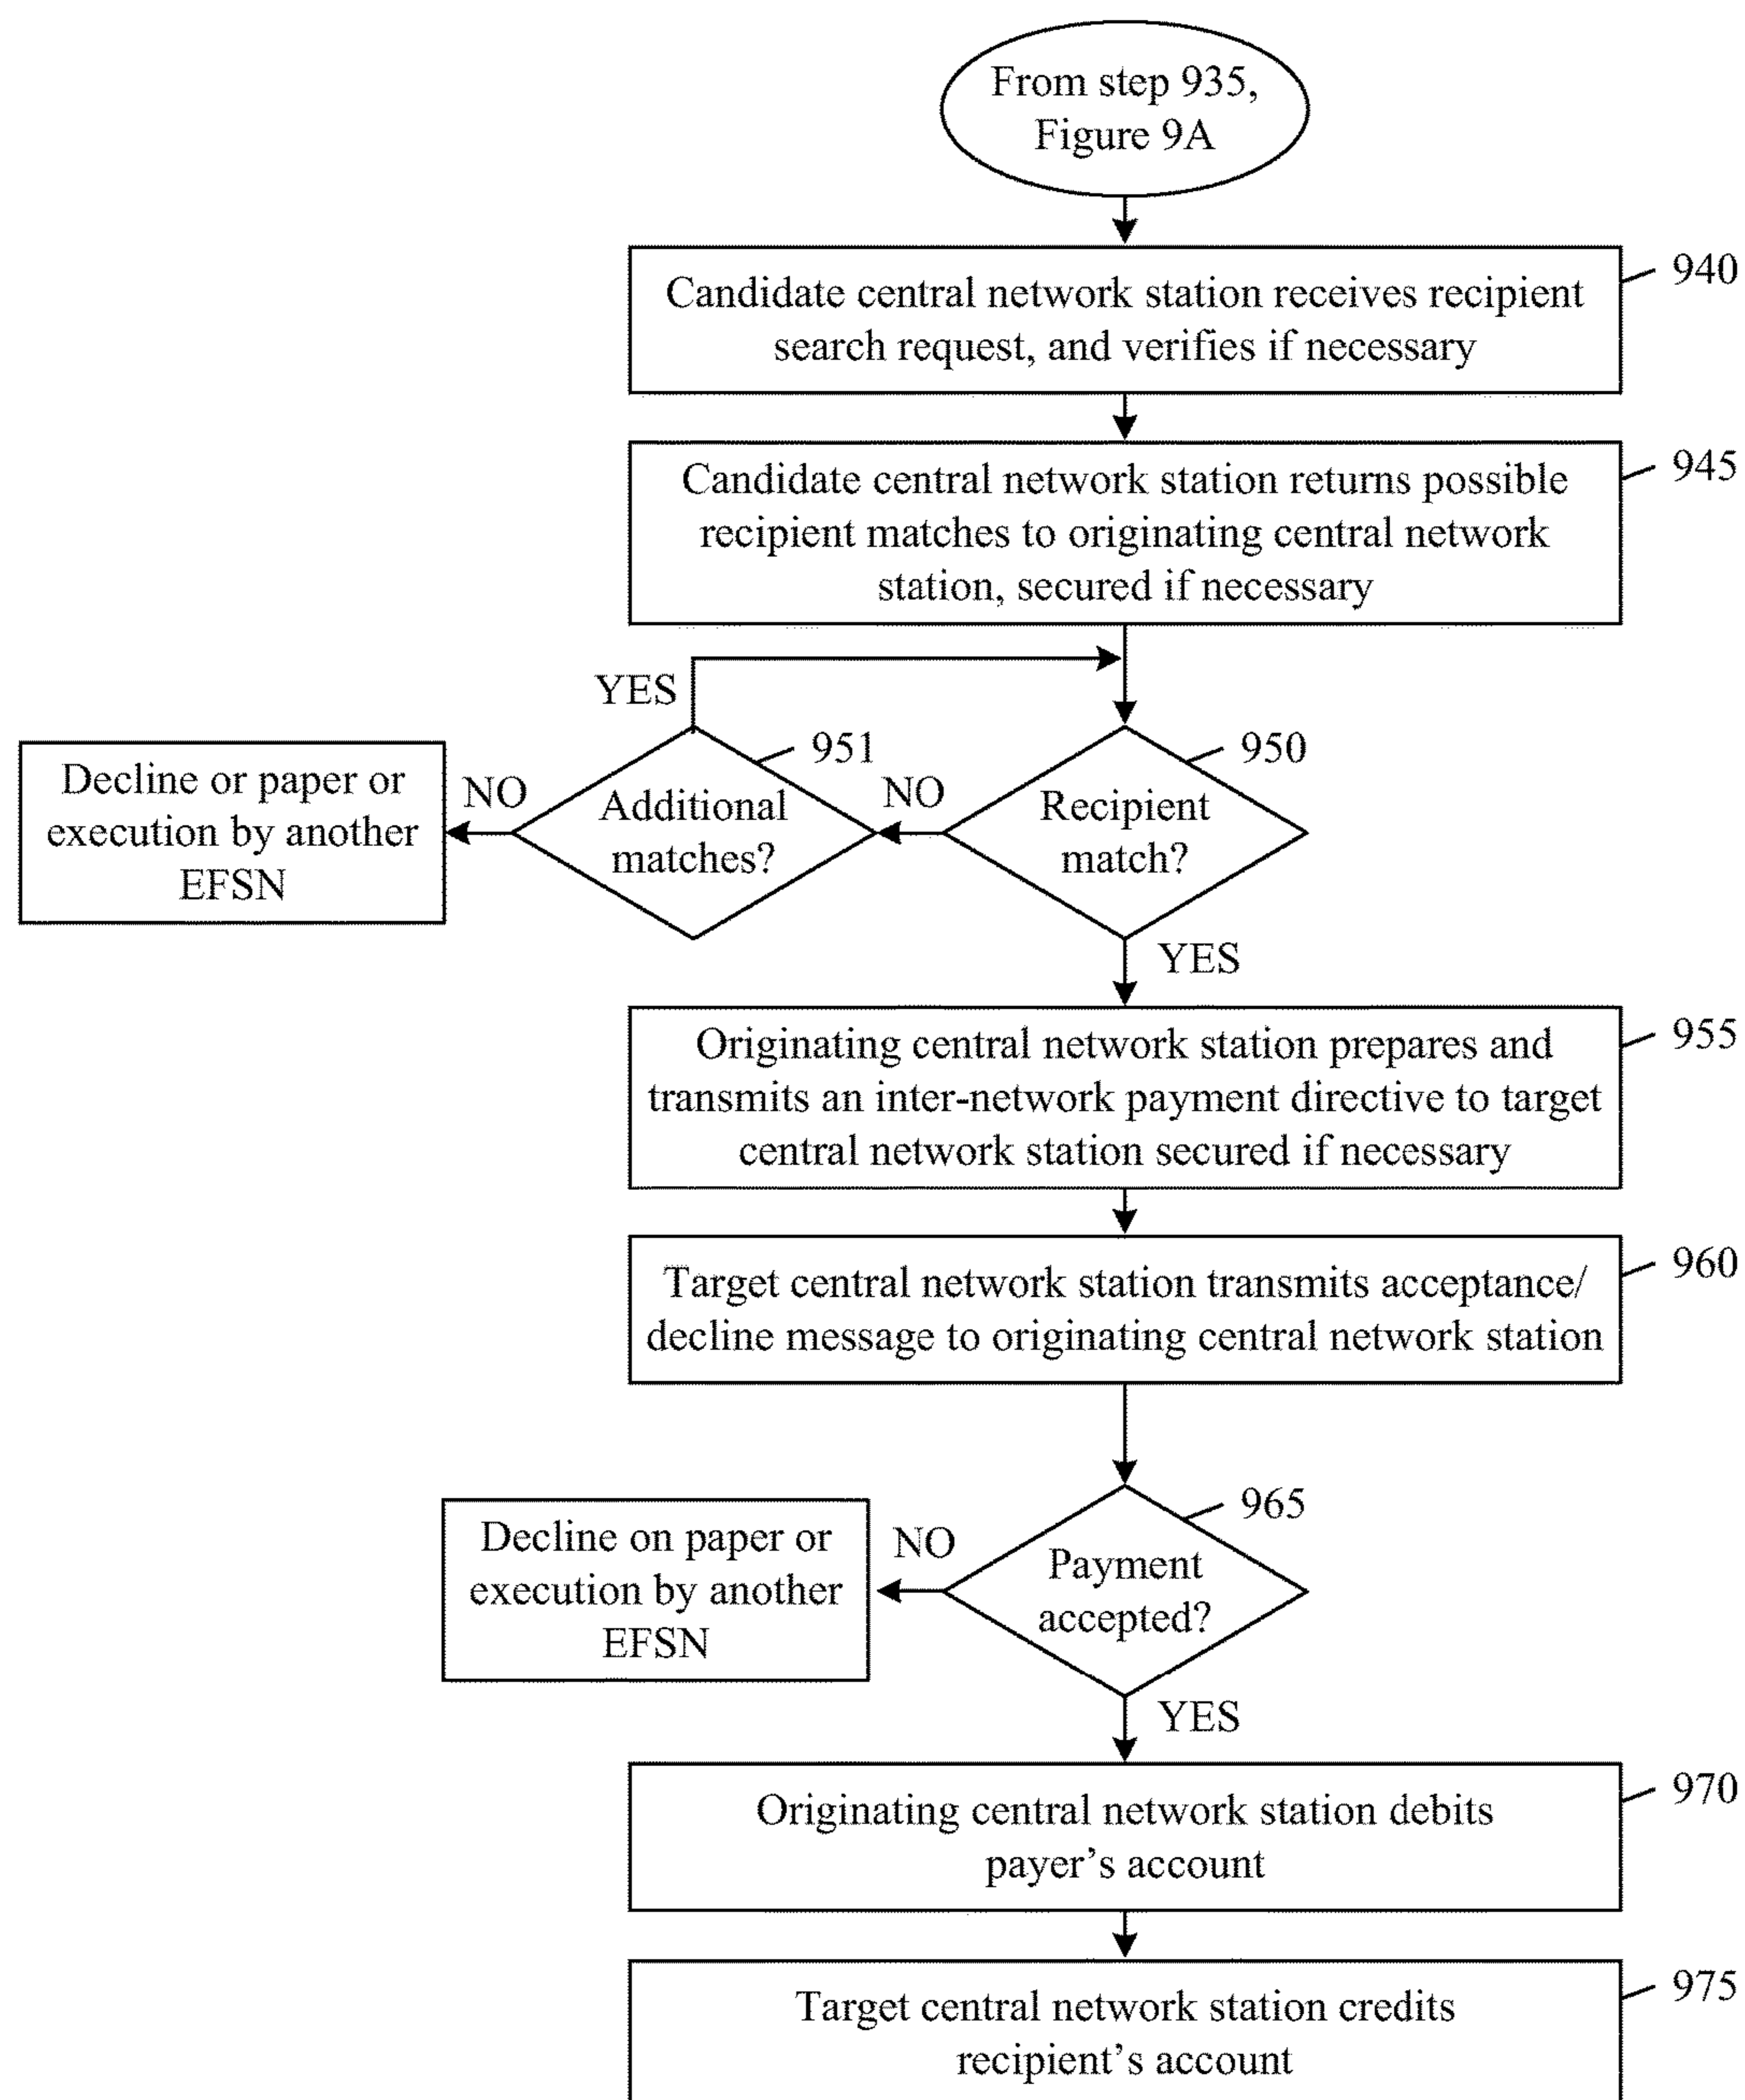 From step 935,
Figure 9A
940
Candidate central network station receives recipient
search request, and verifies if necessary
945
Candidate central network station returns possible
recipient matches to originating central network
station, secured if necessary
YES
951
950
Decline or paper or
execution by another
EFSN
NO
Additional
matches?
NO
Recipient
match?
YES
955
Originating central network station prepares and
transmits an inter-network payment directive to target
central network station secured if necessary
960
Target central network station transmits acceptance/
decline message to originating central network station
965
Decline on paper or
execution by another
EFSN
NO
Payment
accepted?
YES
970
Originating central network station debits
payer's account
975
Target central network station credits
recipient's account